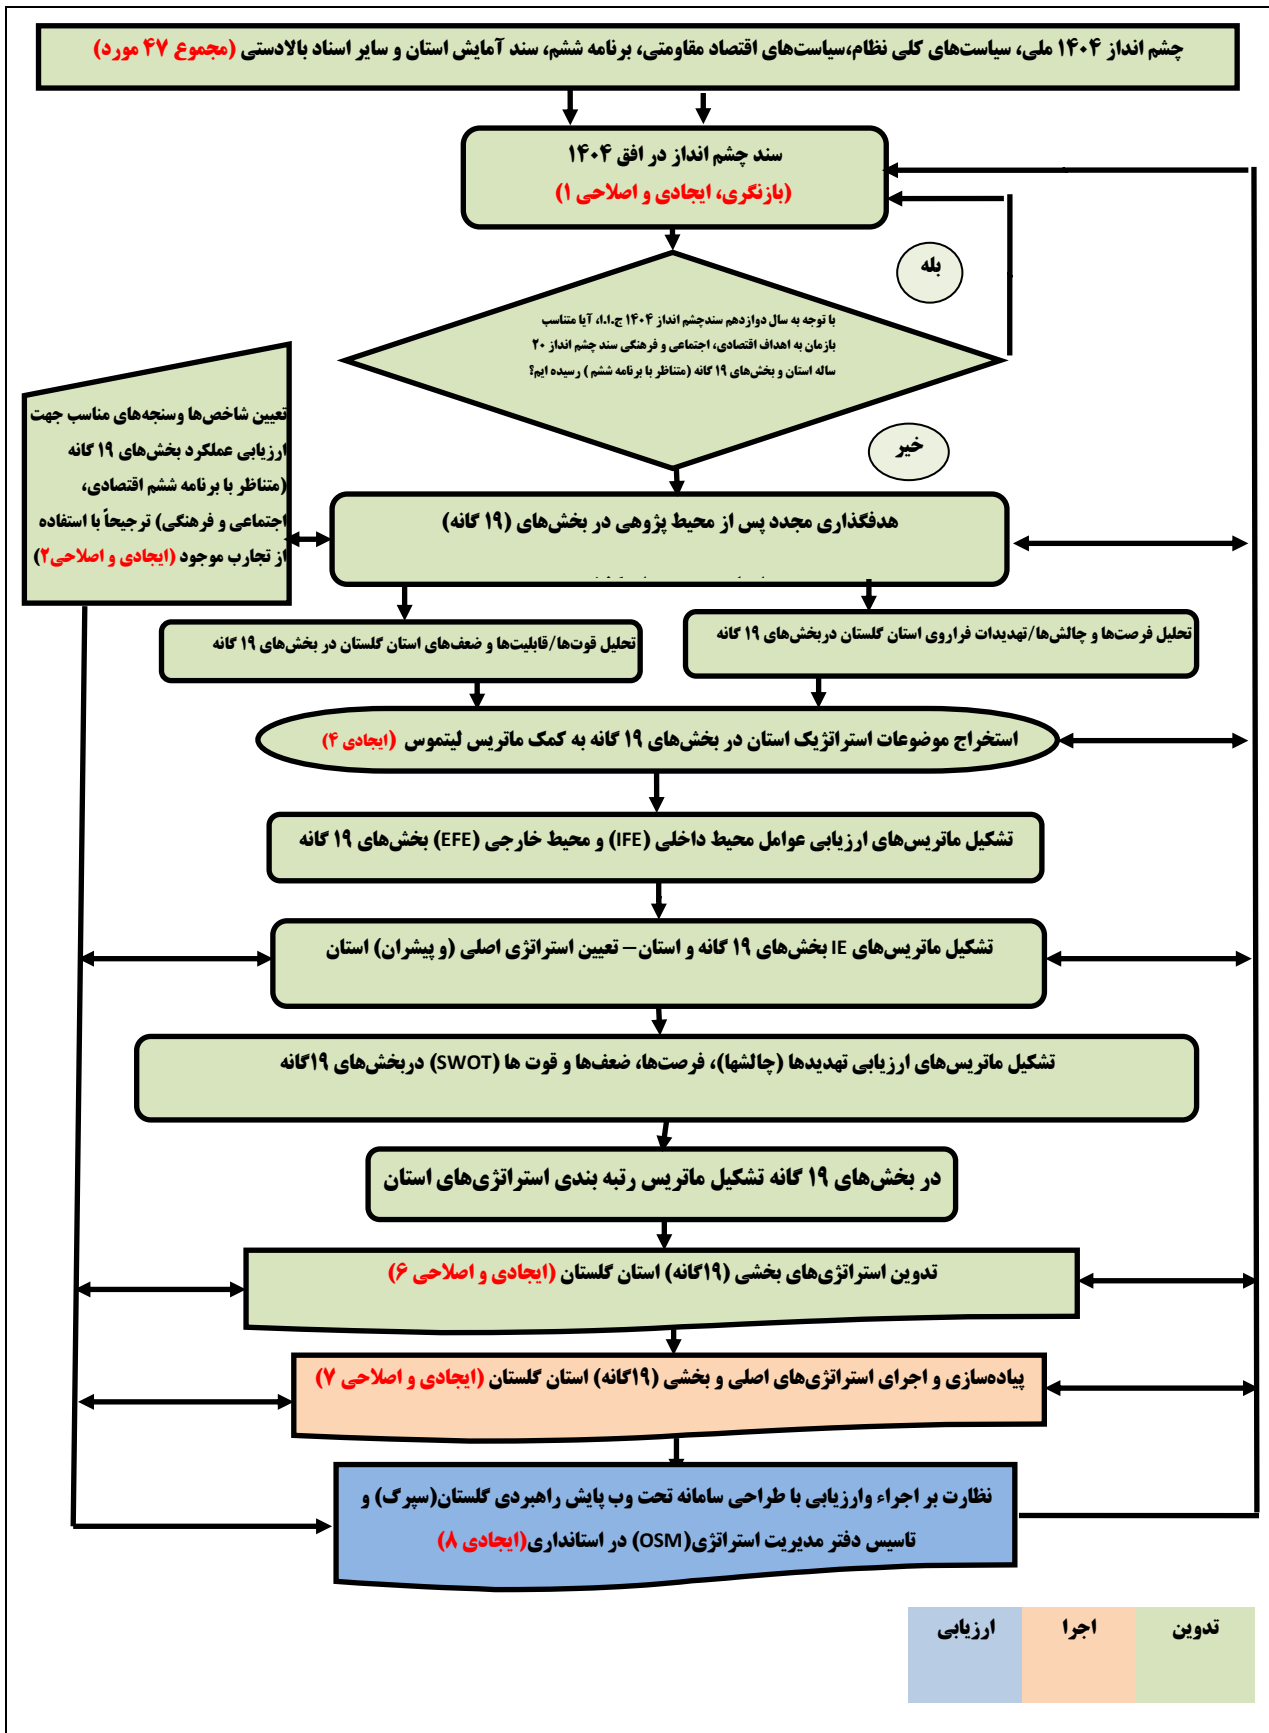 چشم انداز ۱۴۰۴ ملی، سیاست‌های کلی نظام،سیاست‌های اقتصاد مقاومتی، برنامه ششم، سند آمایش استان و سایر اسناد بالادستی (مجموع ۴۷ مورد)
سند چشم انداز در افق ۱۴۰۴
(بازنگری، ایجادی و اصلاحی ۱)
بله
با توجه به سال دوازدهم سندچشم انداز ۱۴۰۴ ج.ا.ا، آیا متناسب
بازمان به اهداف اقتصادی، اجتماعی و فرهنگی سند چشم انداز ۲۰
ساله استان و بخش‌های ۱۹ گانه (متناظر با برنامه ششم ) رسیده ایم؟
خیر
تعیین شاخص‌ها وسنجه‌های مناسب جهت
ارزیابی عملکرد بخش‌های ۱۹ گانه
(متناظر با برنامه ششم اقتصادی،
اجتماعی و فرهنگی) ترجیحاً با استفاده
از تجارب موجود (ایجادی و اصلاحی۲)
هدفگذاری مجدد پس از محیط پژوهی در بخش‌های (۱۹ گانه)
تحلیل فرصت‌ها و چالش‌ها/تهدیدات فراروی استان گلستان دربخش‌های ۱۹ گانه
تحلیل قوت‌ها/قابلیت‌ها و ضعف‌های استان گلستان در بخش‌های ۱۹ گانه
استخراج موضوعات استراتژیک استان در بخش‌های ۱۹ گانه به کمک ماتریس لیتموس (ایجادی ۴)
تشکیل ماتریس‌های ارزیابی عوامل محیط داخلی (IFE) و محیط خارجی (EFE) بخش‌های ۱۹ گانه
تشکیل ماتریس‌های IE بخش‌های ۱۹ گانه و استان – تعیین استراتژی اصلی (و پیشران) استان
تشکیل ماتریس‌های ارزیابی تهدیدها (چالشها)، فرصت‌ها، ضعف‌ها و قوت ها (SWOT) دربخش‌های ۱۹گانه
در بخش‌های ۱۹ گانه تشکیل ماتریس رتبه بندی استراتژی‌های استان
تدوین استراتژی‌های بخشی (۱۹گانه) استان گلستان (ایجادی و اصلاحی ۶)
پیاده‌سازی و اجرای استراتژی‌های اصلی و بخشی (۱۹گانه) استان گلستان (ایجادی و اصلاحی ۷)
نظارت بر اجراء وارزیابی با طراحی سامانه تحت وب پایش راهبردی گلستان(سپرگ) و
تاسیس دفتر مدیریت استراتژی(OSM) در استانداری(ایجادی ۸)
تدوین
اجرا
ارزیابی